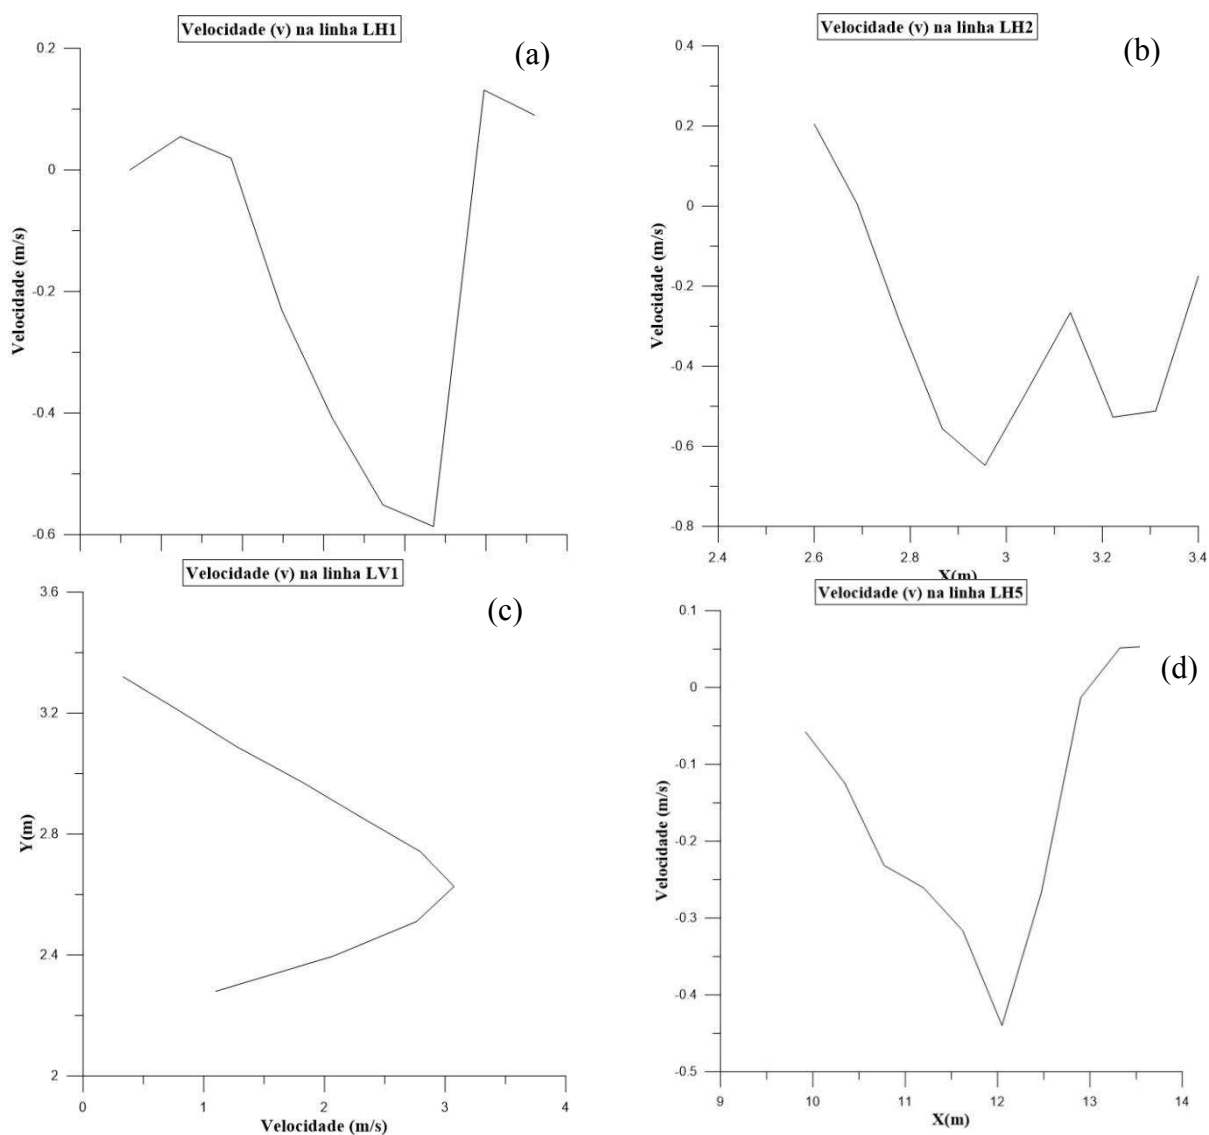 Velocidade (v) na linha LH1
(a)
0.2
0
-0.2
-0.4
-0.6
Velocidade (m/s)
Velocidade (v) na linha LH2
(b)
0.4
0.2
0
-0.2
-0.4
-0.6
-0.8
Velocidade (m/s)
2.4 2.6 2.8 3 3.2 3.4
X(m)
Velocidade (v) na linha LV1
(c)
3.6
3.2
2.8
2.4
2
Y(m)
0 1 2 3 4
Velocidade (m/s)
Velocidade (v) na linha LH5
(d)
0.1
0
-0.1
-0.2
-0.3
-0.4
-0.5
Velocidade (m/s)
9 10 11 12 13 14
X(m)